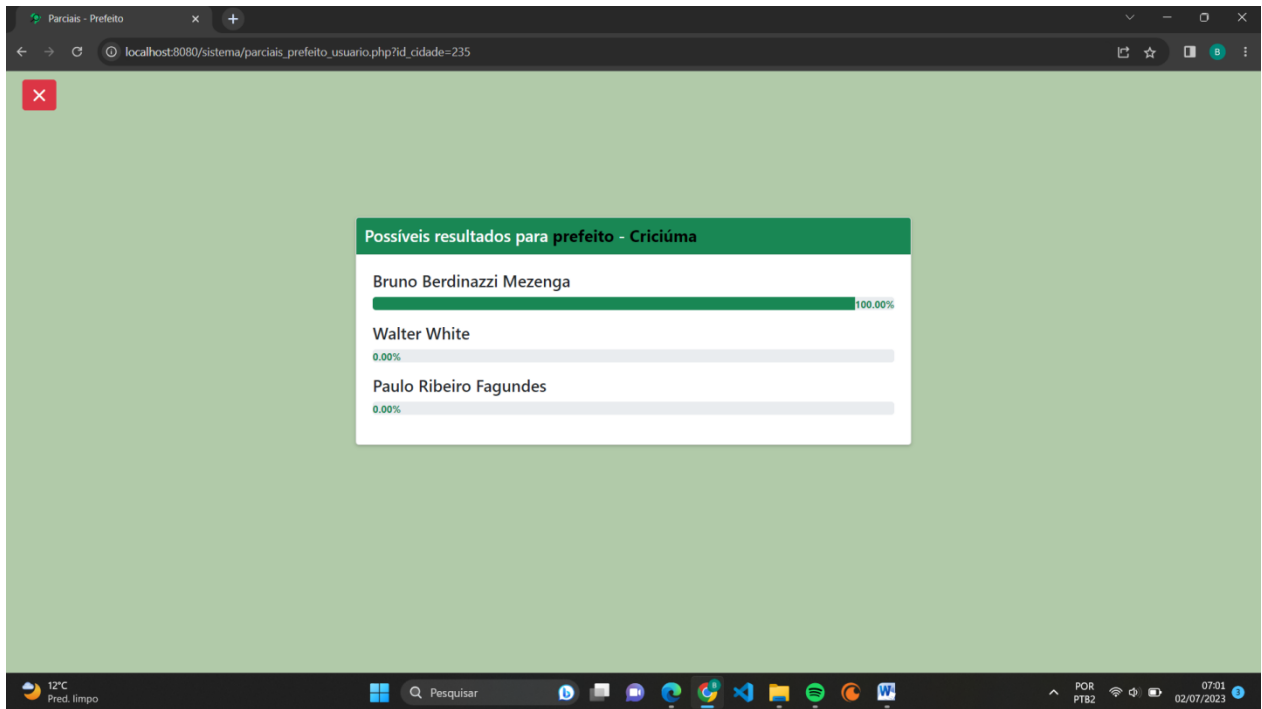 Parciais - Prefeito
localhost:8080/sistema/parciais_prefeito_usuario.php?id_cidade=235
B
Possíveis resultados para prefeito - Criciúma
Bruno Berdinazzi Mezenga
100.00%
Walter White
0.00%
Paulo Ribeiro Fagundes
0.00%
12°C
Pred. limpo
Pesquisar
POR
PTB2
07:01
02/07/2023
3